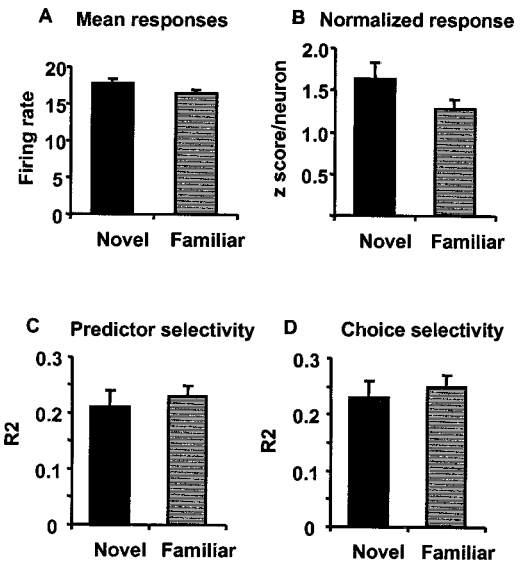 A Mean responses
Firing rate
20
15
10
5
0
Novel Familiar
B Normalized response
z score/neuron
2.0
1.5
1.0
0.5
Novel Familiar
C Predictor selectivity
R2
0.3
0.2
0.1
0
Novel Familiar
D Choice selectivity
R2
0.3
0.2
0.1
0
Novel Familiar